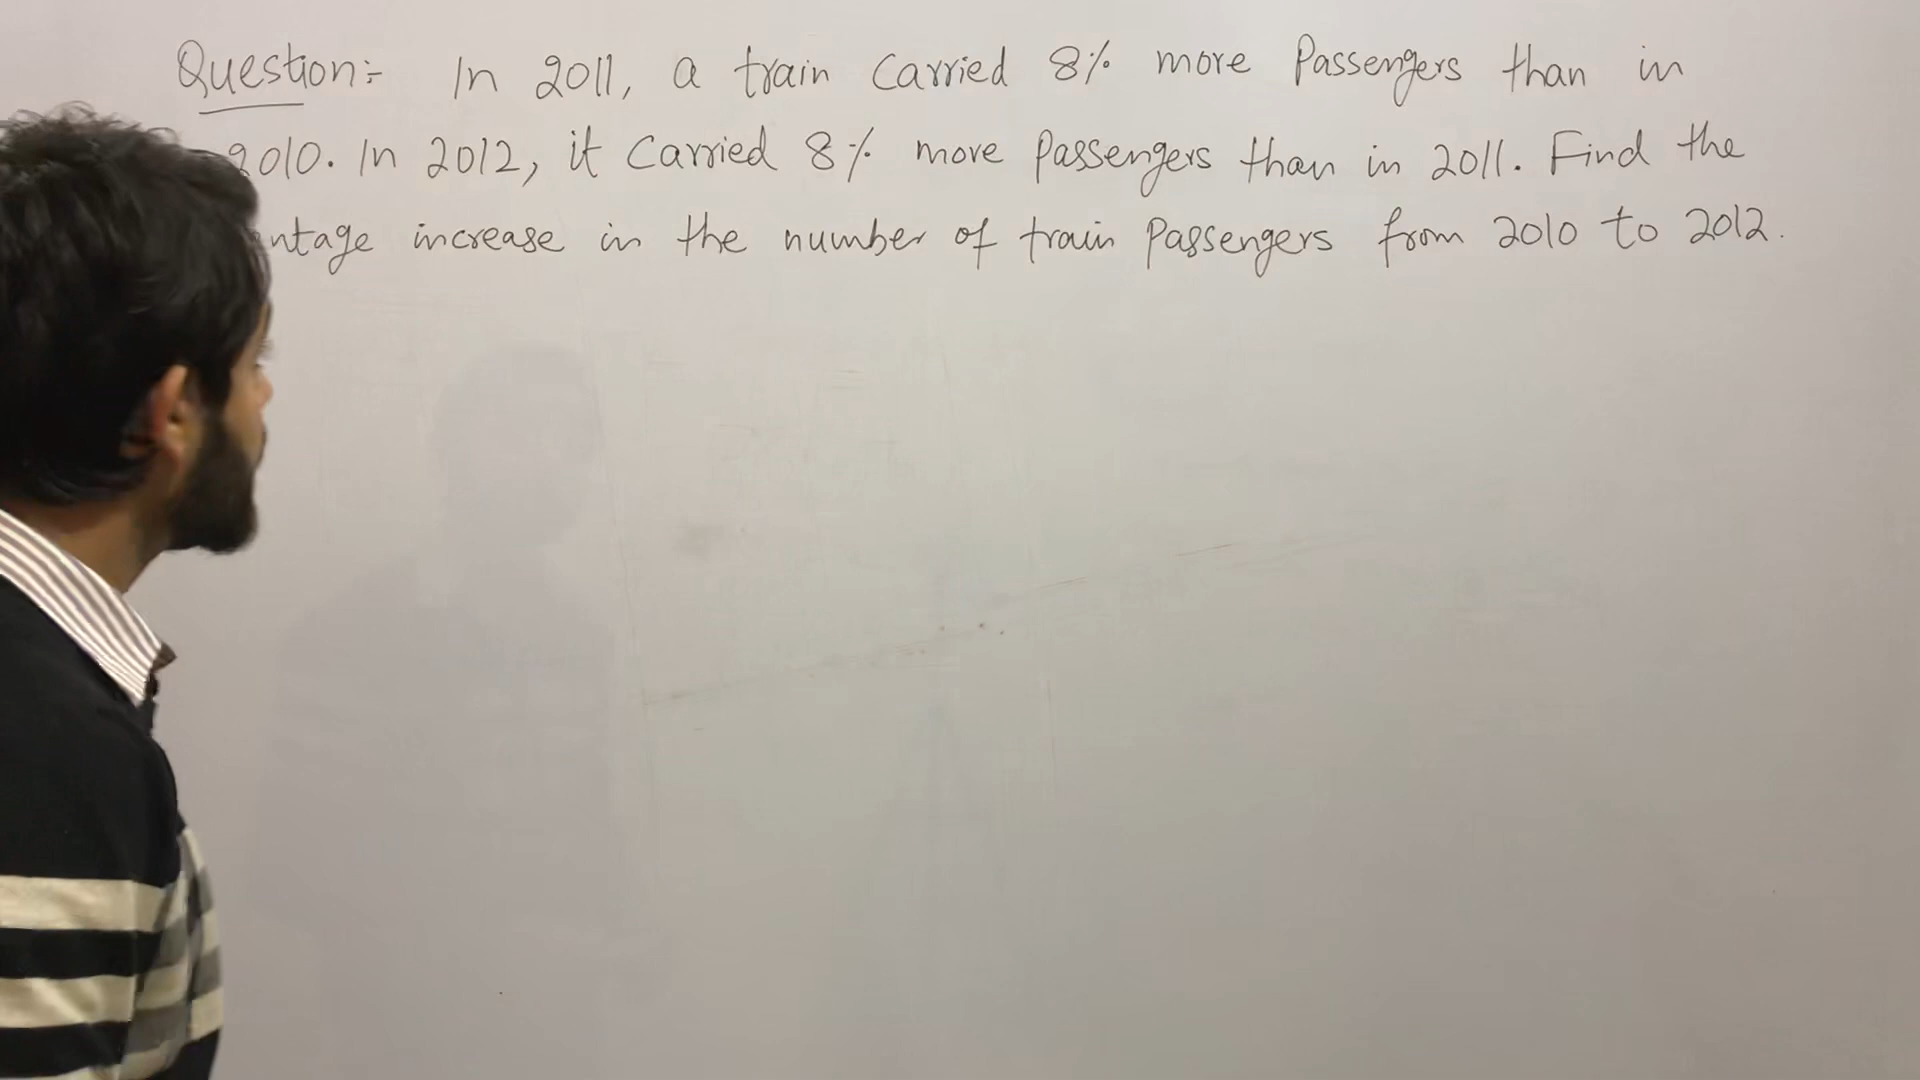 Question:- In 2011, a train carried 8% more Passengers than in
2010. In 2012, it carried 8% more passengers than in 2011. Find the
ntage increase in the number of train passengers from 2010 to 2012.